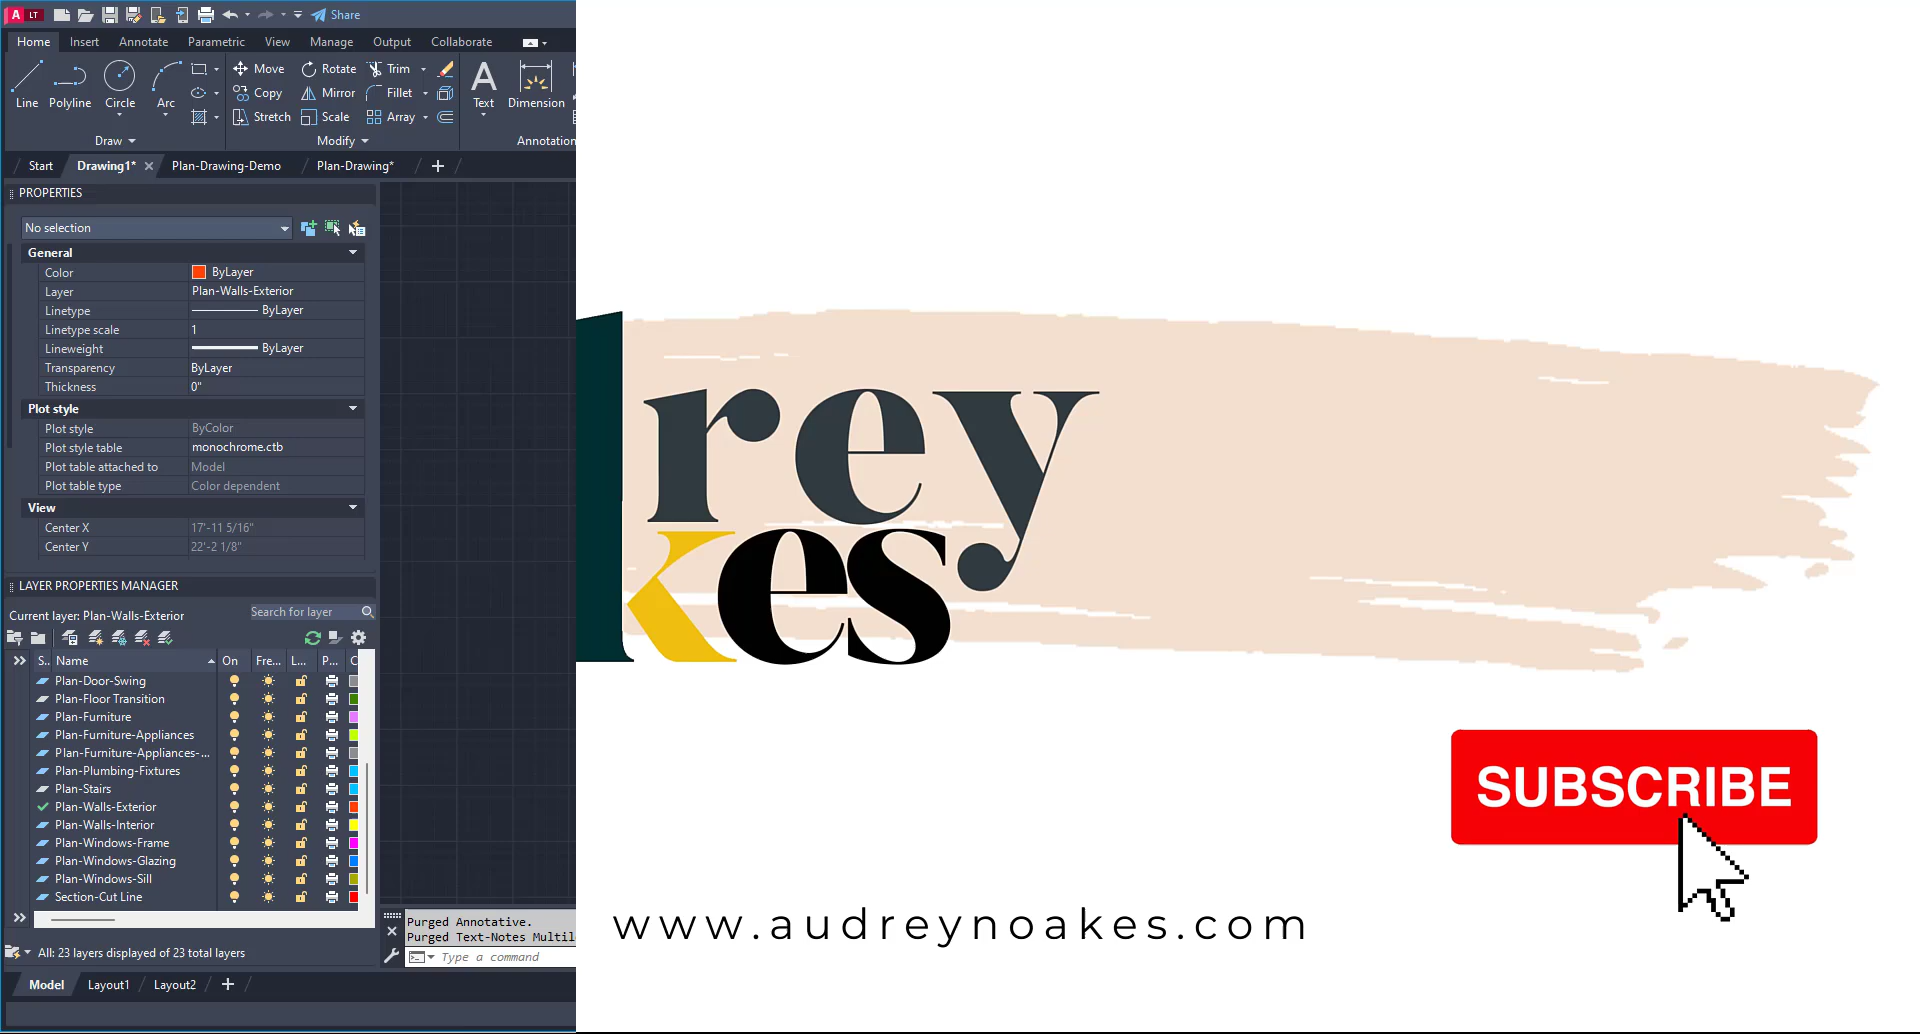 A LT Share
Home Insert Annotate Parametric View Manage Output Collaborate
Line Polyline Circle Arc
Move Rotate Trim
Copy Mirror Fillet
Stretch Scale Array
Text Dimension
Draw Modify Annotation
Start Drawing1* Plan-Drawing-Demo Plan-Drawing*
PROPERTIES
No selection
General
Color ByLayer
Layer Plan-Walls-Exterior
Linetype ByLayer
Linetype scale 1
Lineweight ByLayer
Transparency ByLayer
Thickness 0"
Plot style
Plot style ByColor
Plot style table monochrome.ctb
Plot table attached to Model
Plot table type Color dependent
View
Center X 17'-11 5/16"
Center Y 22'-2 1/8"
LAYER PROPERTIES MANAGER
Current layer: Plan-Walls-Exterior Search for layer
S.. Name On Fre... L... P... C
Plan-Door-Swing
Plan-Floor Transition
Plan-Furniture
Plan-Furniture-Appliances
Plan-Furniture-Appliances-...
Plan-Plumbing-Fixtures
Plan-Stairs
Plan-Walls-Exterior
Plan-Walls-Interior
Plan-Windows-Frame
Plan-Windows-Glazing
Plan-Windows-Sill
Section-Cut Line
All: 23 layers displayed of 23 total layers
Model Layout1 Layout2
Purged Annotative.
Purged Text-Notes Multile
Type a command
rey
kes
SUBSCRIBE
www.audreynoakes.com